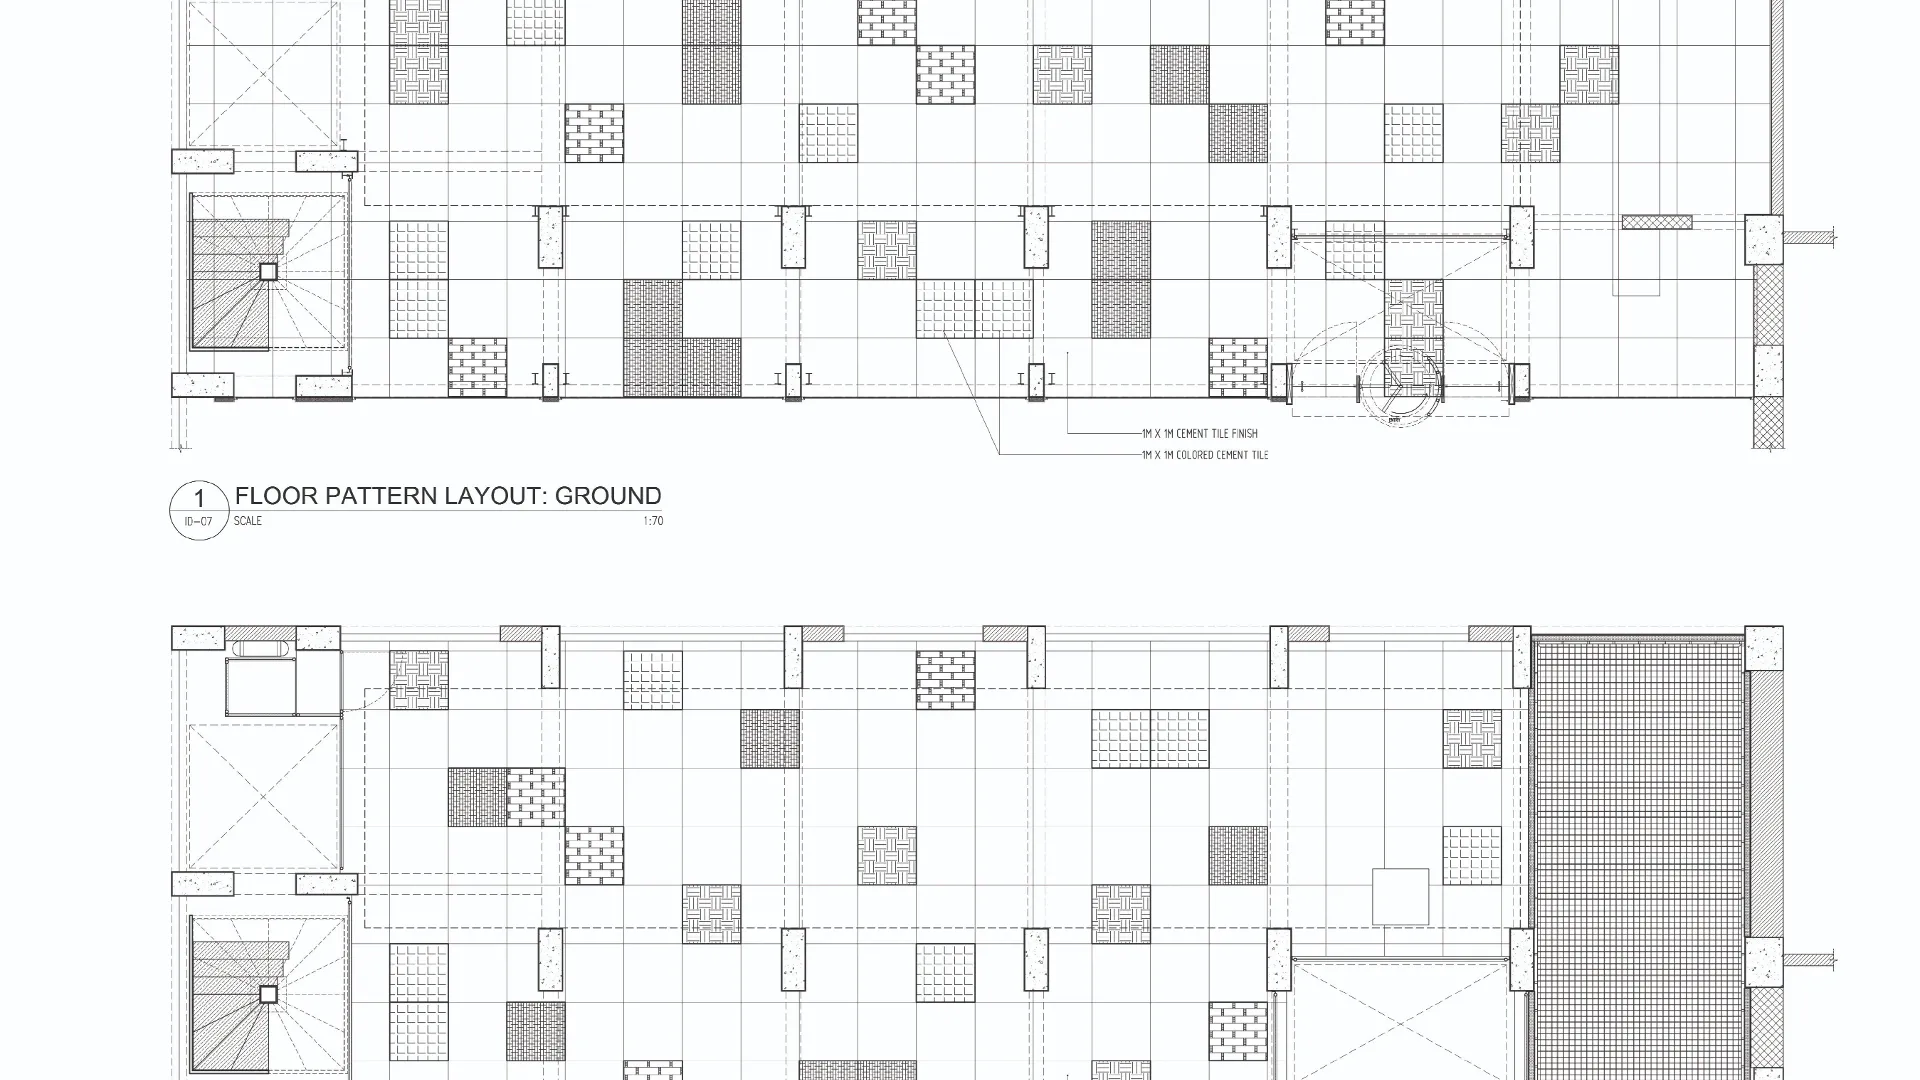 1M X 1M CEMENT TILE FINISH
1M X 1M COLORED CEMENT TILE
1
FLOOR PATTERN LAYOUT: GROUND
ID-07
SCALE
1:70